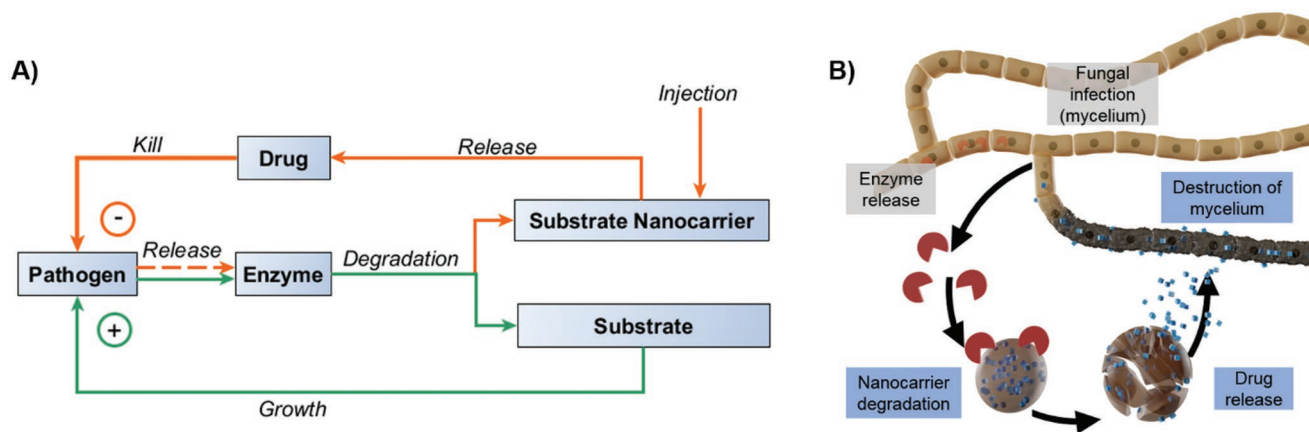 A)
Injection
Kill
Drug
Release
-
Substrate Nanocarrier
Release
Degradation
Pathogen
Enzyme
+
Substrate
Growth
B)
Fungal
infection
(mycelium)
Enzyme
release
Destruction of
mycelium
Nanocarrier
degradation
Drug
release